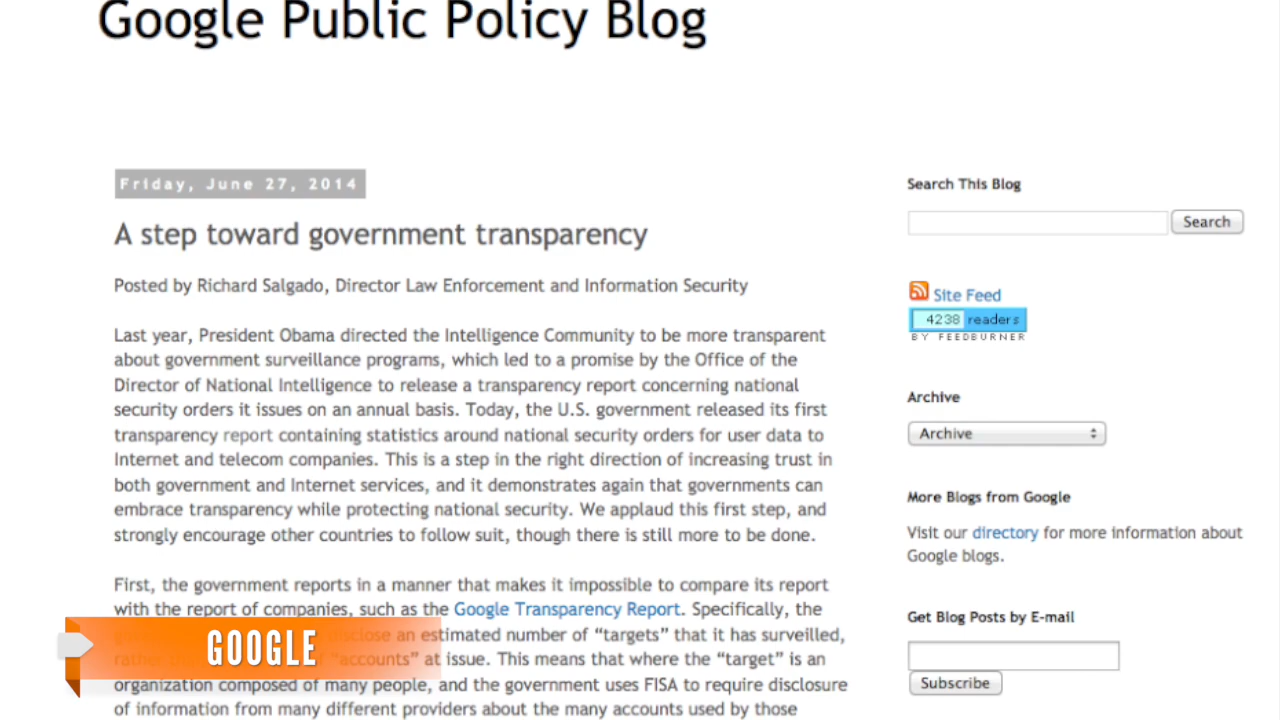 Google Public Policy Blog
Friday, June 27, 2014
A step toward government transparency
Posted by Richard Salgado, Director Law Enforcement and Information Security
Last year, President Obama directed the Intelligence Community to be more transparent
about government surveillance programs, which led to a promise by the Office of the
Director of National Intelligence to release a transparency report concerning national
security orders it issues on an annual basis. Today, the U.S. government released its first
transparency report containing statistics around national security orders for user data to
Internet and telecom companies. This is a step in the right direction of increasing trust in
both government and Internet services, and it demonstrates again that governments can
embrace transparency while protecting national security. We applaud this first step, and
strongly encourage other countries to follow suit, though there is still more to be done.
First, the government reports in a manner that makes it impossible to compare its report
with the report of companies, such as the Google Transparency Report. Specifically, the
disclose an estimated number of “targets” that it has surveilled,
“accounts” at issue. This means that where the “target” is an
organization composed of many people, and the government uses FISA to require disclosure
of information from many different providers about the many accounts used by those
GOOGLE
Search This Blog
Search
Site Feed
4238 readers
BY FEEDBURNER
Archive
Archive
More Blogs from Google
Visit our directory for more information about
Google blogs.
Get Blog Posts by E-mail
Subscribe